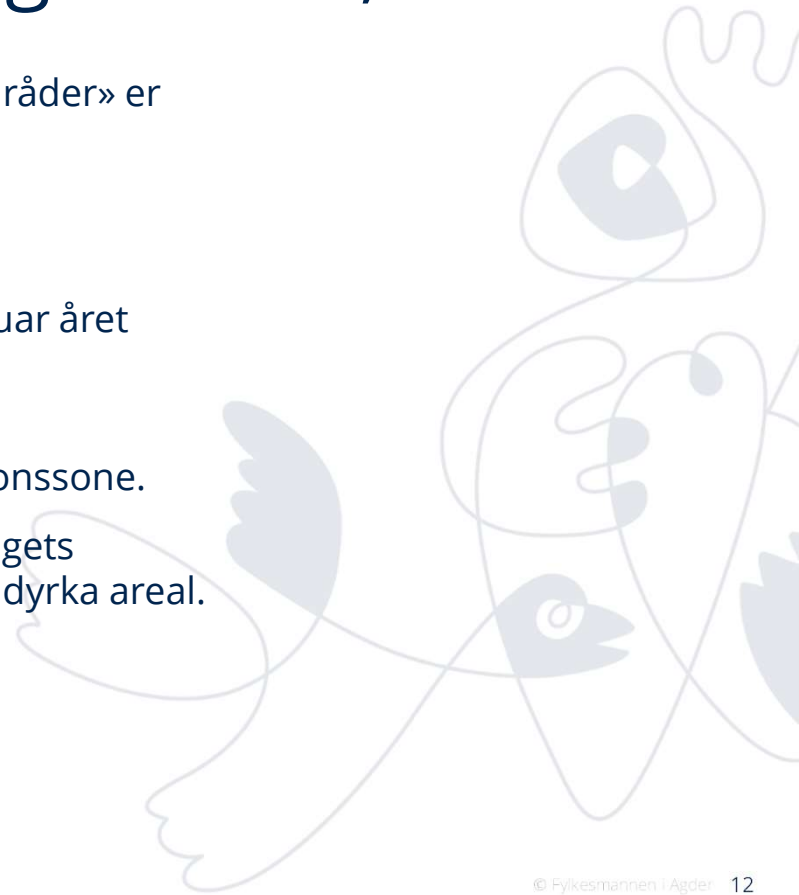 råder» er
uar året
onssone.
gets
dyrka areal.
© Fylkesmannen i Agder 12